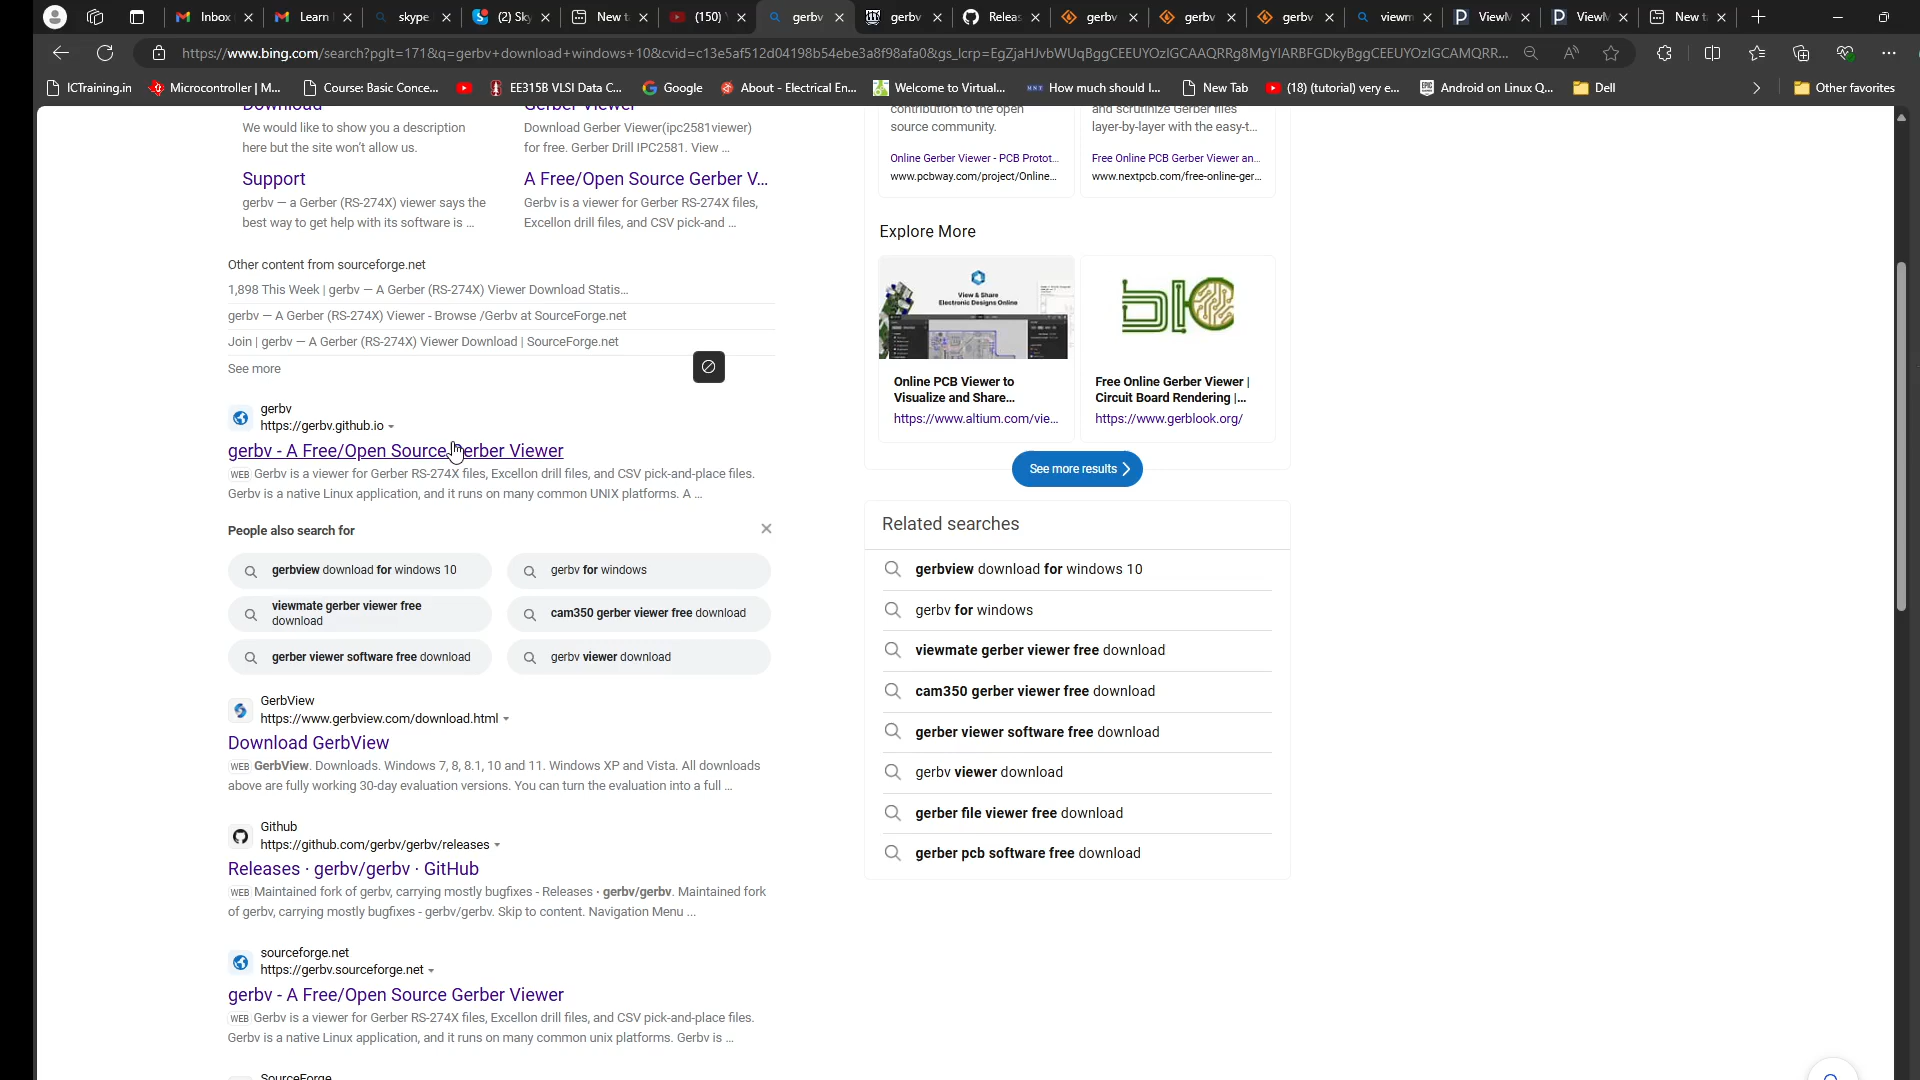 Inbox
Learn
skype
(2) Sk
New t
(150)
gerbv
gerbv
Releas
gerbv
gerbv
gerbv
viewm
ViewM
ViewM
New t
https://www.bing.com/search?pglt=171&q=gerbv+download+windows+10&cvid=c13e5af512d04198b54ebe3a8f98afa0&gs_lcrp=EgZjaHJvbWUqBggCEEUYOzIGCAAQRRg8MgYIARBFGDkyBggCEEUYOzIGCAMQRR...
ICTraining.in
Microcontroller | M...
Course: Basic Conce...
EE315B VLSI Data C...
Google
About - Electrical En...
Welcome to Virtual...
How much should I...
New Tab
(18) (tutorial) very e...
Android on Linux Q...
Dell
Other favorites
Download
We would like to show you a description
here but the site won't allow us.
Gerber Viewer
Download Gerber Viewer(ipc2581viewer)
for free. Gerber Drill IPC2581. View ...
Support
gerbv — a Gerber (RS-274X) viewer says the
best way to get help with its software is ...
A Free/Open Source Gerber V...
Gerbv is a viewer for Gerber RS-274X files,
Excellon drill files, and CSV pick-and ...
Other content from sourceforge.net
1,898 This Week | gerbv — A Gerber (RS-274X) Viewer Download Statis...
gerbv — A Gerber (RS-274X) Viewer - Browse /Gerbv at SourceForge.net
Join | gerbv — A Gerber (RS-274X) Viewer Download | SourceForge.net
See more
gerbv
https://gerbv.github.io
gerbv - A Free/Open Source Gerber Viewer
WEB Gerbv is a viewer for Gerber RS-274X files, Excellon drill files, and CSV pick-and-place files.
Gerbv is a native Linux application, and it runs on many common UNIX platforms. A ...
People also search for
gerbview download for windows 10
gerbv for windows
viewmate gerber viewer free
download
cam350 gerber viewer free download
gerber viewer software free download
gerbv viewer download
GerbView
https://www.gerbview.com/download.html
Download GerbView
WEB GerbView. Downloads. Windows 7, 8, 8.1, 10 and 11. Windows XP and Vista. All downloads
above are fully working 30-day evaluation versions. You can turn the evaluation into a full ...
Github
https://github.com/gerbv/gerbv/releases
Releases · gerbv/gerbv · GitHub
WEB Maintained fork of gerbv, carrying mostly bugfixes - Releases · gerbv/gerbv. Maintained fork
of gerbv, carrying mostly bugfixes - gerbv/gerbv. Skip to content. Navigation Menu ...
sourceforge.net
https://gerbv.sourceforge.net
gerbv - A Free/Open Source Gerber Viewer
WEB Gerbv is a viewer for Gerber RS-274X files, Excellon drill files, and CSV pick-and-place files.
Gerbv is a native Linux application, and it runs on many common unix platforms. Gerbv is ...
SourceForge
contribution to the open
source community.
Online Gerber Viewer - PCB Protot...
www.pcbway.com/project/Online...
and scrutinize Gerber files
layer-by-layer with the easy-t...
Free Online PCB Gerber Viewer an...
www.nextpcb.com/free-online-ger...
Explore More
View & Share
Electronic Designs Online
Online PCB Viewer to
Visualize and Share...
https://www.altium.com/vie...
Free Online Gerber Viewer |
Circuit Board Rendering |...
https://www.gerblook.org/
See more results
Related searches
gerbview download for windows 10
gerbv for windows
viewmate gerber viewer free download
cam350 gerber viewer free download
gerber viewer software free download
gerbv viewer download
gerber file viewer free download
gerber pcb software free download